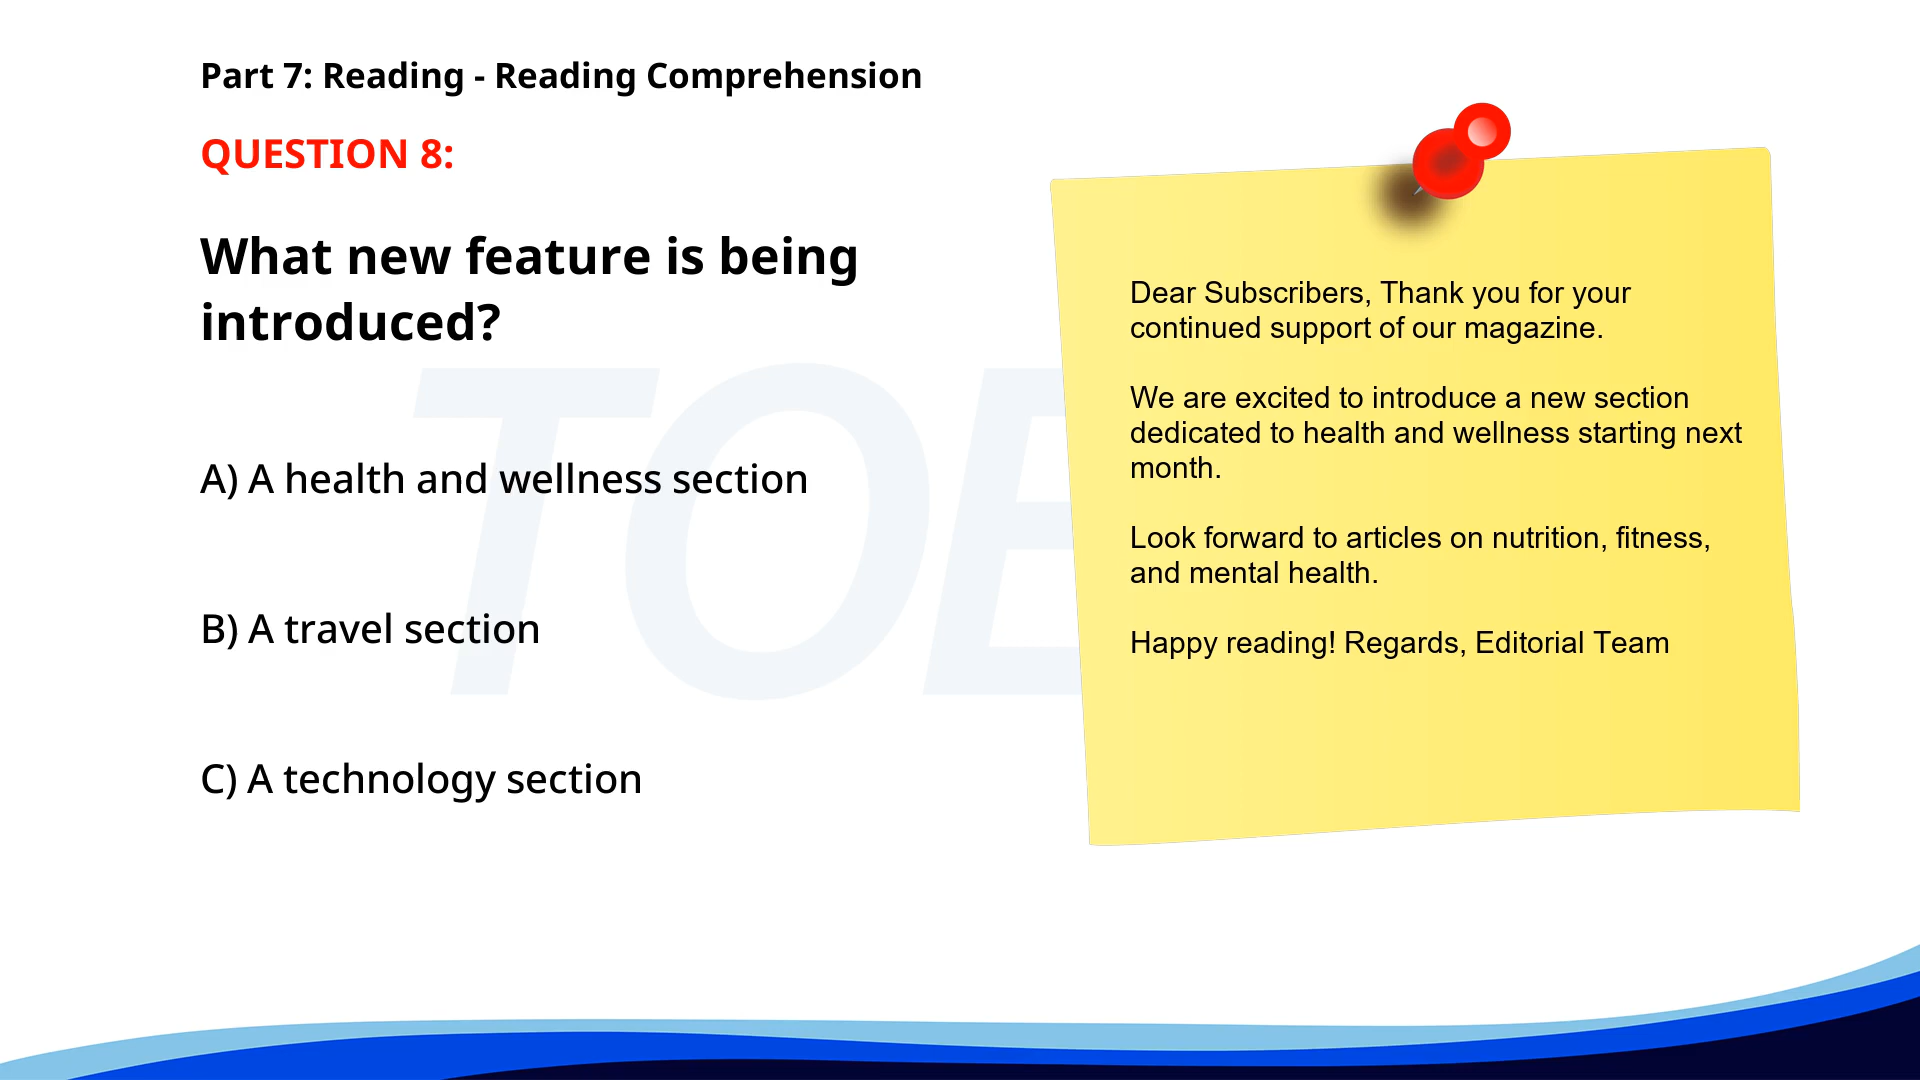 Part 7: Reading - Reading Comprehension
QUESTION 8:
What new feature is being
introduced?
A) A health and wellness section
B) A travel section
C) A technology section
Dear Subscribers, Thank you for your
continued support of our magazine.
We are excited to introduce a new section
dedicated to health and wellness starting next
month.
Look forward to articles on nutrition, fitness,
and mental health.
Happy reading! Regards, Editorial Team
TOE